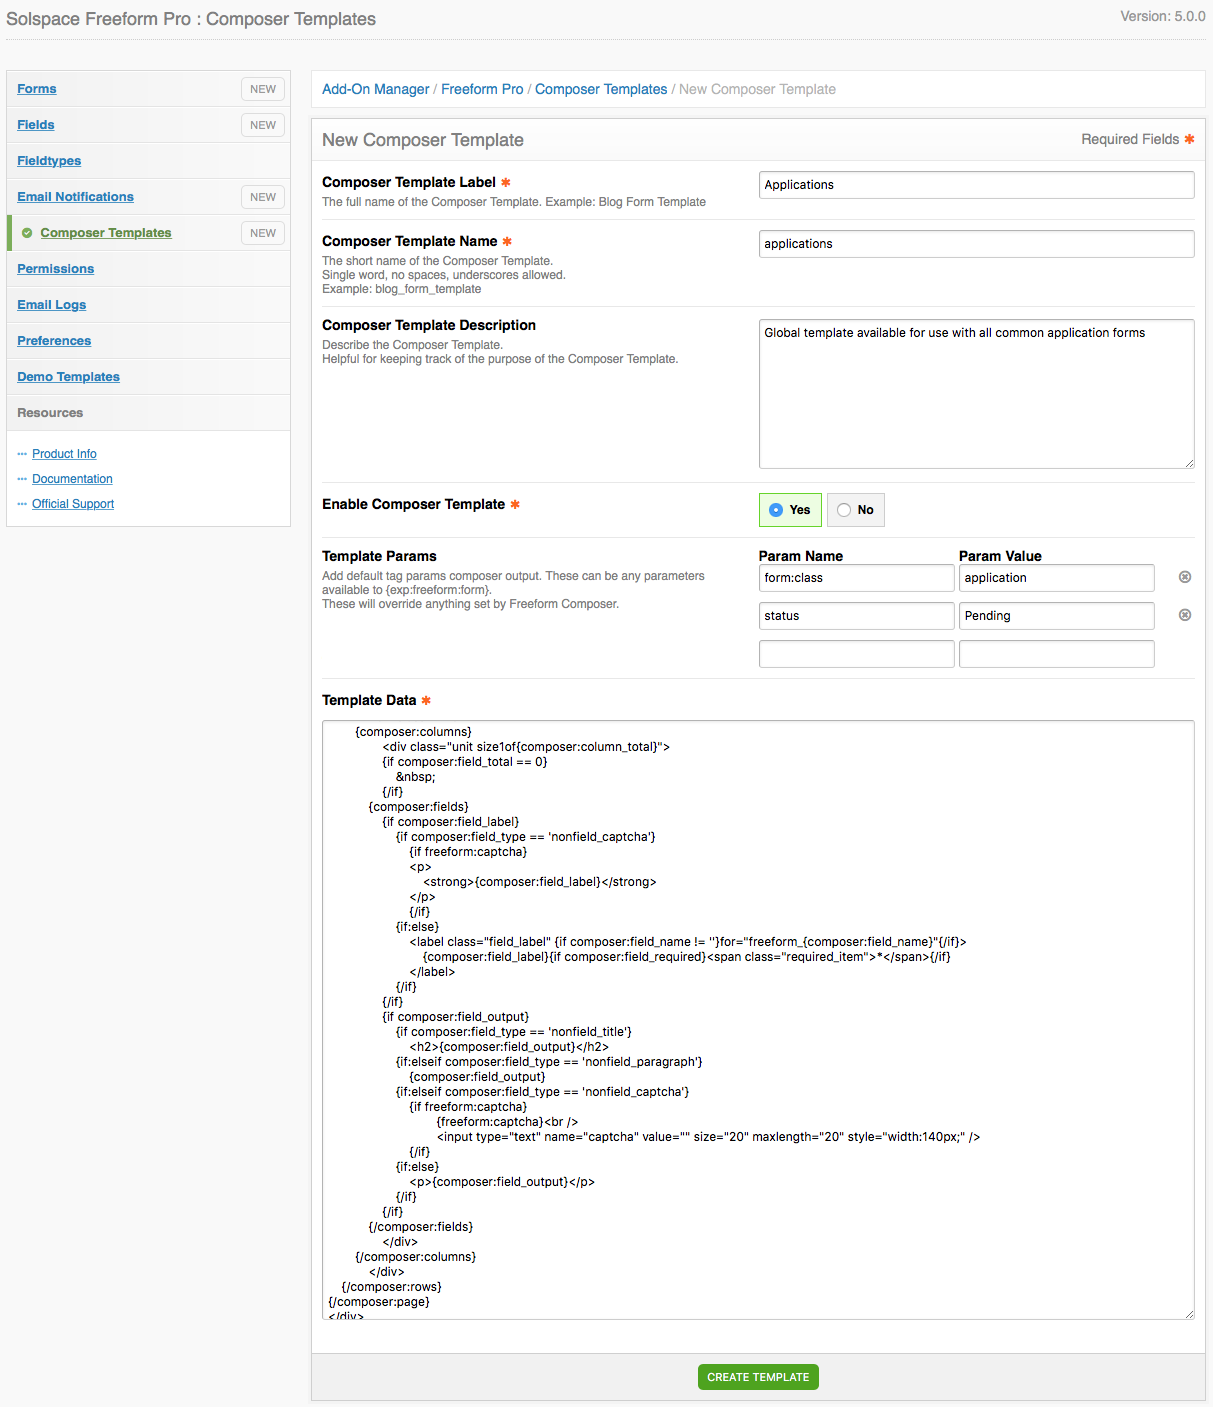 Solspace Freeform Pro : Composer Templates
Version: 5.0.0
Forms
NEW
Fields
NEW
Fieldtypes
Email Notifications
NEW
Composer Templates
NEW
Permissions
Email Logs
Preferences
Demo Templates
Resources
Product Info
Documentation
Official Support
Add-On Manager / Freeform Pro / Composer Templates / New Composer Template
New Composer Template
Required Fields *
Composer Template Label *
The full name of the Composer Template. Example: Blog Form Template
Applications
Composer Template Name *
The short name of the Composer Template.
Single word, no spaces, underscores allowed.
Example: blog_form_template
applications
Composer Template Description
Describe the Composer Template.
Helpful for keeping track of the purpose of the Composer Template.
Global template available for use with all common application forms
Enable Composer Template *
Yes
No
Template Params
Add default tag params composer output. These can be any parameters
available to {exp:freeform:form}.
These will override anything set by Freeform Composer.
Param Name
Param Value
form:class
application
status
Pending
Template Data *
{composer:columns}
<div class="unit size1of{composer:column_total}">
{if composer:field_total == 0}
&nbsp;
{/if}
{composer:fields}
{if composer:field_label}
{if composer:field_type == 'nonfield_captcha'}
{if freeform:captcha}
<p>
<strong>{composer:field_label}</strong>
</p>
{/if}
{if:else}
<label class="field_label" {if composer:field_name != ''}for="freeform_{composer:field_name}"{/if}>
{composer:field_label}{if composer:field_required}<span class="required_item">*</span>{/if}
</label>
{/if}
{/if}
{if composer:field_output}
{if composer:field_type == 'nonfield_title'}
<h2>{composer:field_output}</h2>
{if:elseif composer:field_type == 'nonfield_paragraph'}
{composer:field_output}
{if:elseif composer:field_type == 'nonfield_captcha'}
{if freeform:captcha}
{freeform:captcha}<br />
<input type="text" name="captcha" value="" size="20" maxlength="20" style="width:140px;" />
{/if}
{if:else}
<p>{composer:field_output}</p>
{/if}
{/if}
{/composer:fields}
</div>
{/composer:columns}
</div>
{/composer:rows}
{/composer:page}
</div>
CREATE TEMPLATE